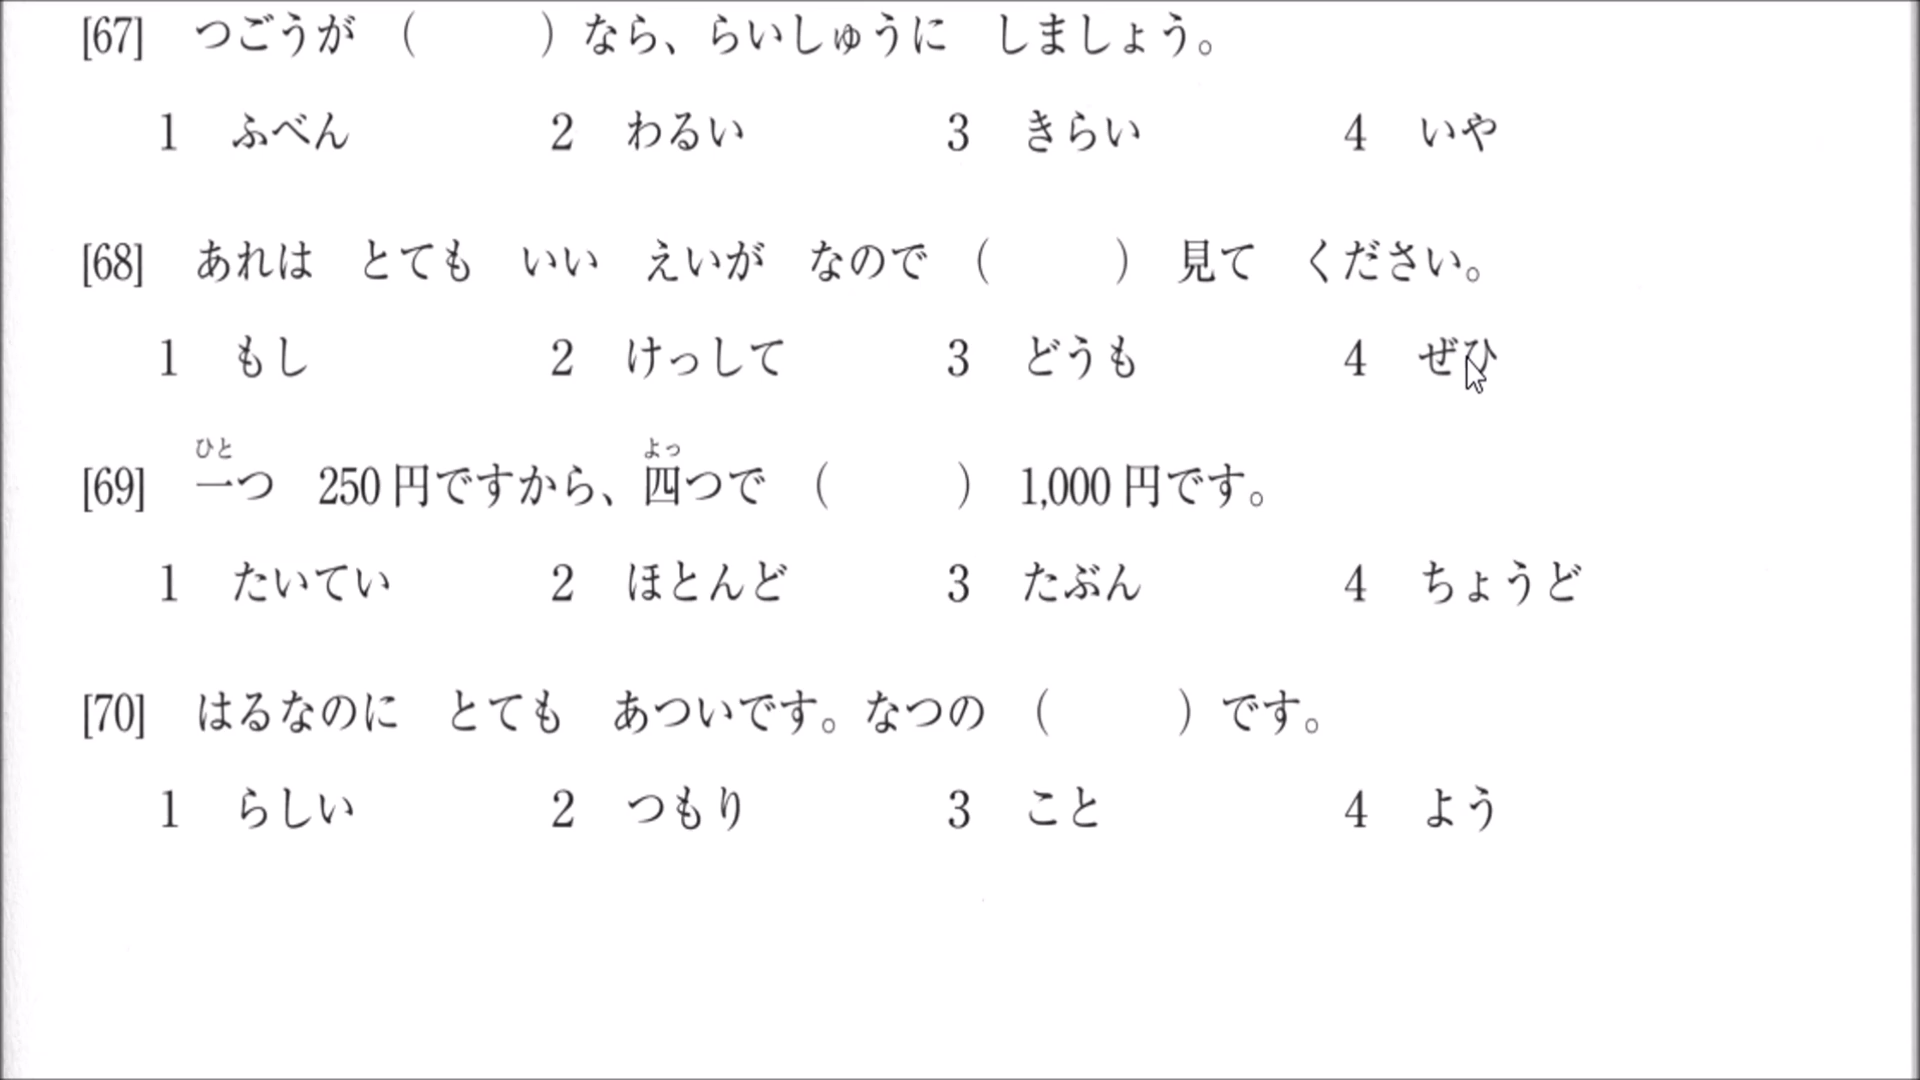 [67] つごうが （　　　） なら、らいしゅうに しましょう。
1 ふべん 2 わるい 3 きらい 4 いや
[68] あれは とても いい えいが なので （　　　） 見て ください。
1 もし 2 けっして 3 どうも 4 ぜひ
ひと よっ
[69] 一つ 250円ですから、四つで （　　　） 1,000円です。
1 たいてい 2 ほとんど 3 たぶん 4 ちょうど
[70] はるなのに とても あついです。なつの （　　　） です。
1 らしい 2 つもり 3 こと 4 よう